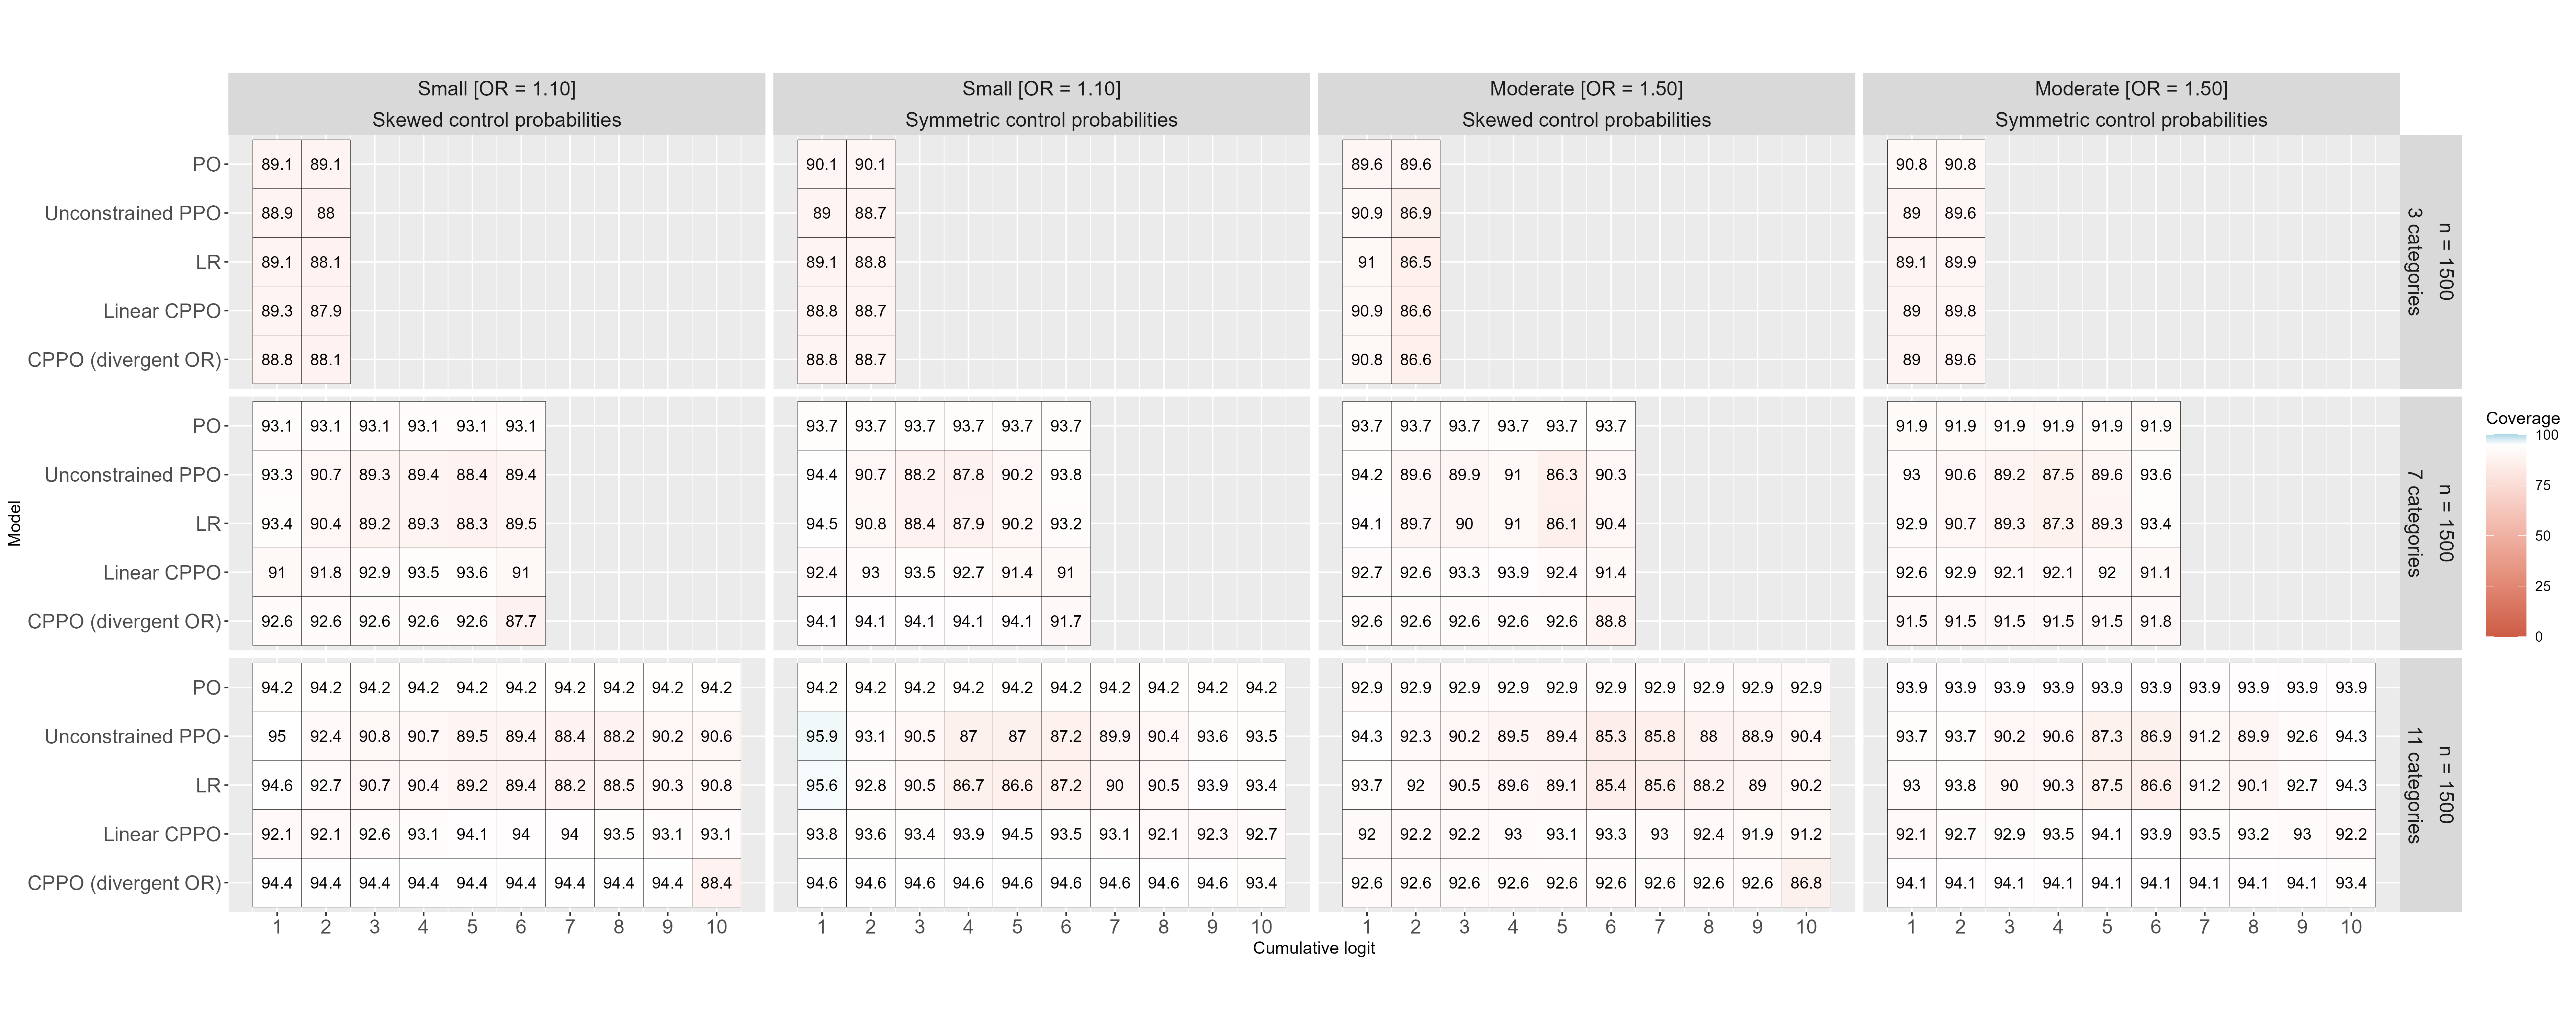 Small [OR = 1.10] Small [OR = 1.10] Moderate [OR = 1.50] Moderate [OR = 1.50]
Skewed control probabilities Symmetric control probabilities Skewed control probabilities Symmetric control probabilities
PO 89.1 89.1 90.1 90.1 89.6 89.6 90.8 90.8
Unconstrained PPO 88.9 88 89 88.7 90.9 86.9 89 89.6
LR 89.1 88.1 89.1 88.8 91 86.5 89.1 89.9
Linear CPPO 89.3 87.9 88.8 88.7 90.9 86.6 89 89.8
CPPO (divergent OR) 88.8 88.1 88.8 88.7 90.8 86.6 89 89.6
n = 1500
3 categories
PO 93.1 93.1 93.1 93.1 93.1 93.1 93.7 93.7 93.7 93.7 93.7 93.7 93.7 93.7 93.7 93.7 93.7 93.7 91.9 91.9 91.9 91.9 91.9 91.9
Unconstrained PPO 93.3 90.7 89.3 89.4 88.4 89.4 94.4 90.7 88.2 87.8 90.2 93.8 94.2 89.6 89.9 91 86.3 90.3 93 90.6 89.2 87.5 89.6 93.6
LR 93.4 90.4 89.2 89.3 88.3 89.5 94.5 90.8 88.4 87.9 90.2 93.2 94.1 89.7 90 91 86.1 90.4 92.9 90.7 89.3 87.3 89.3 93.4
Linear CPPO 91 91.8 92.9 93.5 93.6 91 92.4 93 93.5 92.7 91.4 91 92.7 92.6 93.3 93.9 92.4 91.4 92.6 92.9 92.1 92.1 92 91.1
CPPO (divergent OR) 92.6 92.6 92.6 92.6 92.6 87.7 94.1 94.1 94.1 94.1 94.1 91.7 92.6 92.6 92.6 92.6 92.6 88.8 91.5 91.5 91.5 91.5 91.5 91.8
n = 1500
7 categories
PO 94.2 94.2 94.2 94.2 94.2 94.2 94.2 94.2 94.2 94.2 94.2 94.2 94.2 94.2 94.2 94.2 94.2 94.2 94.2 94.2 92.9 92.9 92.9 92.9 92.9 92.9 92.9 92.9 92.9 92.9 93.9 93.9 93.9 93.9 93.9 93.9 93.9 93.9 93.9 93.9
Unconstrained PPO 95 92.4 90.8 90.7 89.5 89.4 88.4 88.2 90.2 90.6 95.9 93.1 90.5 87 87 87.2 89.9 90.4 93.6 93.5 94.3 92.3 90.2 89.5 89.4 85.3 85.8 88 88.9 90.4 93.7 93.7 90.2 90.6 87.3 86.9 91.2 89.9 92.6 94.3
LR 94.6 92.7 90.7 90.4 89.2 89.4 88.2 88.5 90.3 90.8 95.6 92.8 90.5 86.7 86.6 87.2 90 90.5 93.9 93.4 93.7 92 90.5 89.6 89.1 85.4 85.6 88.2 89 90.2 93 93.8 90 90.3 87.5 86.6 91.2 90.1 92.7 94.3
Linear CPPO 92.1 92.1 92.6 93.1 94.1 94 94 93.5 93.1 93.1 93.8 93.6 93.4 93.9 94.5 93.5 93.1 92.1 92.3 92.7 92 92.2 92.2 93 93.1 93.3 93 92.4 91.9 91.2 92.1 92.7 92.9 93.5 94.1 93.9 93.5 93.2 93 92.2
CPPO (divergent OR) 94.4 94.4 94.4 94.4 94.4 94.4 94.4 94.4 94.4 88.4 94.6 94.6 94.6 94.6 94.6 94.6 94.6 94.6 94.6 93.4 92.6 92.6 92.6 92.6 92.6 92.6 92.6 92.6 92.6 86.8 94.1 94.1 94.1 94.1 94.1 94.1 94.1 94.1 94.1 93.4
n = 1500
11 categories
1 2 3 4 5 6 7 8 9 10 1 2 3 4 5 6 7 8 9 10 1 2 3 4 5 6 7 8 9 10 1 2 3 4 5 6 7 8 9 10
Cumulative logit
Model
Coverage
100
75
50
25
0